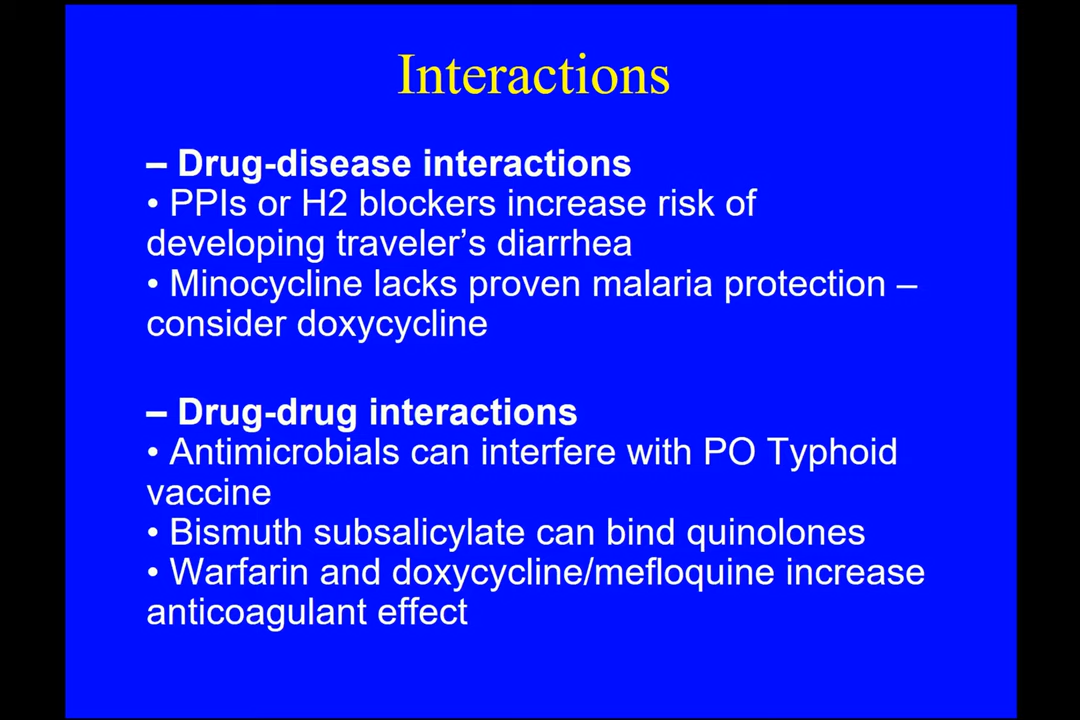 Interactions
– Drug-disease interactions
• PPIs or H2 blockers increase risk of
developing traveler’s diarrhea
• Minocycline lacks proven malaria protection –
consider doxycycline
– Drug-drug interactions
• Antimicrobials can interfere with PO Typhoid
vaccine
• Bismuth subsalicylate can bind quinolones
• Warfarin and doxycycline/mefloquine increase
anticoagulant effect